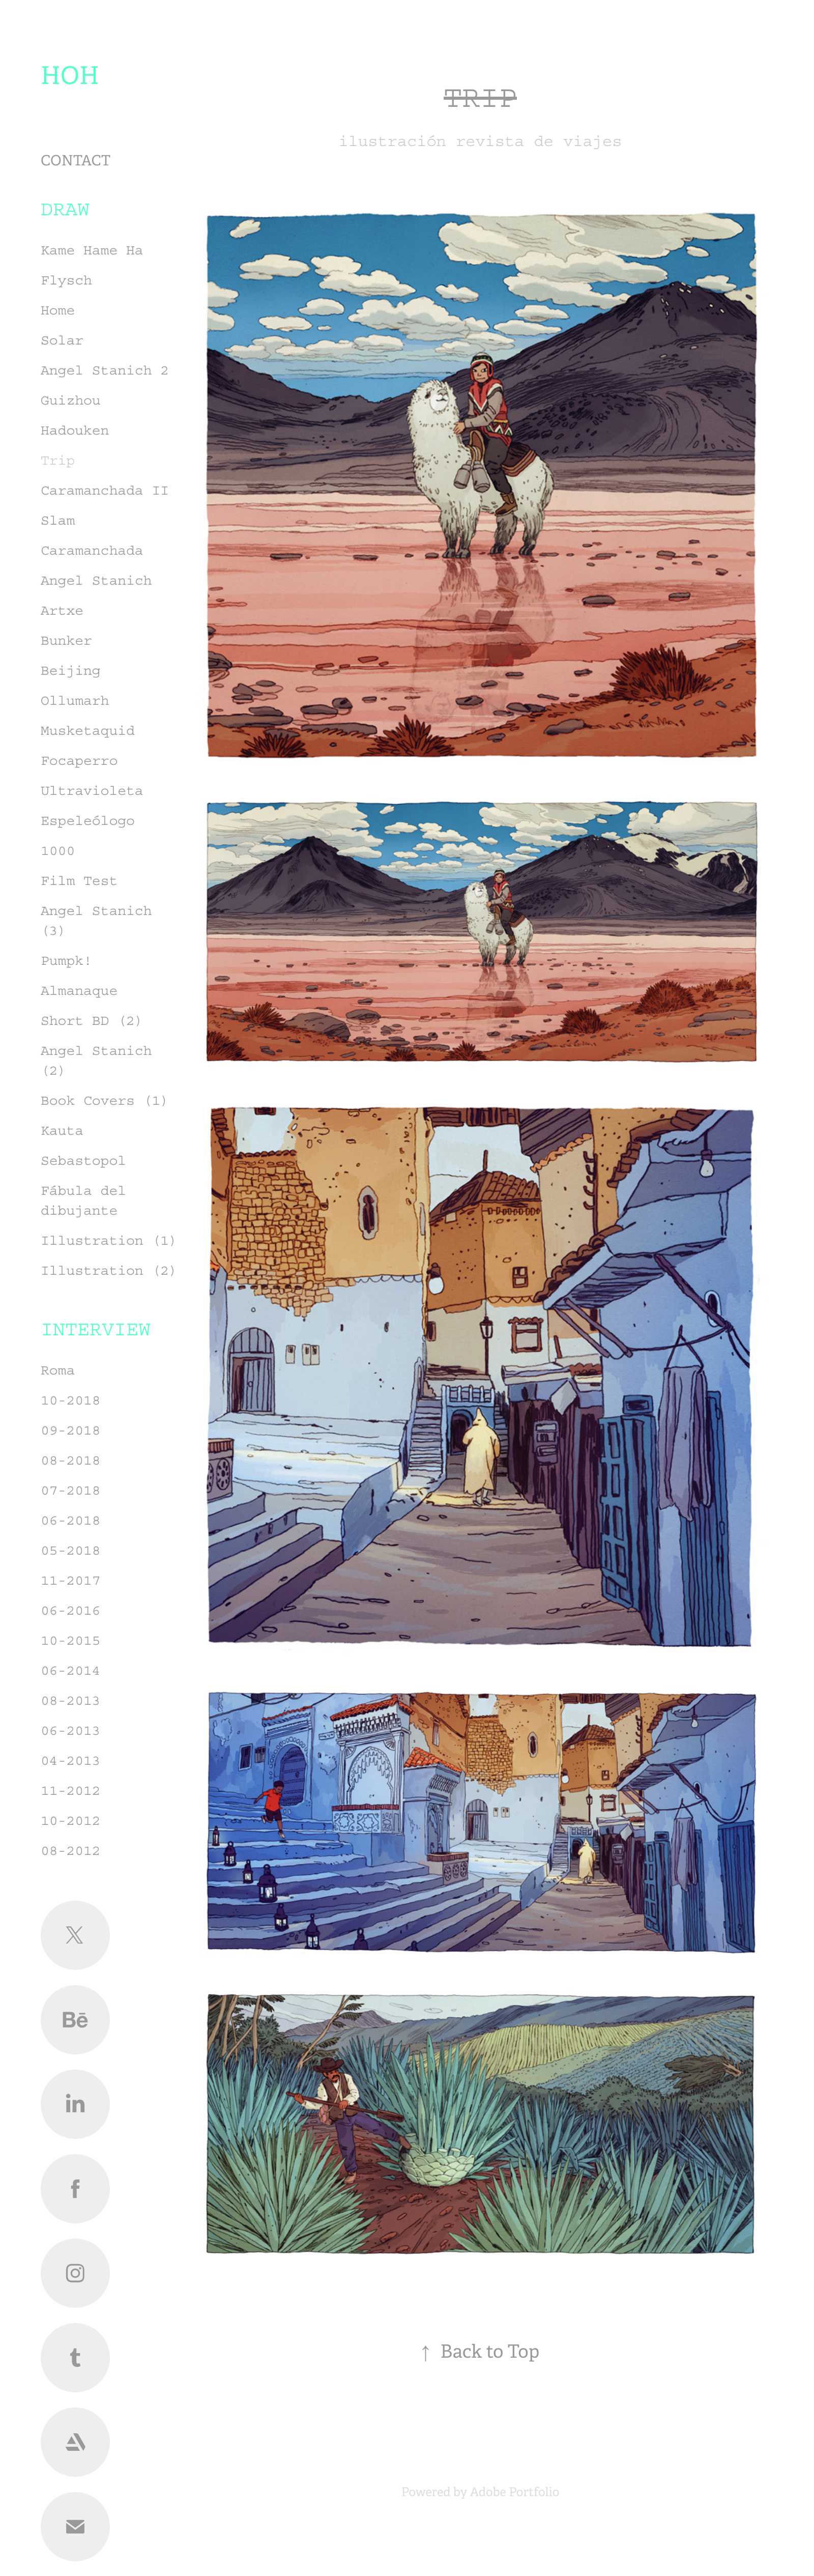 HOH
CONTACT
DRAW
Kame Hame Ha
Flysch
Home
Solar
Angel Stanich 2
Guizhou
Hadouken
Trip
Caramanchada II
Slam
Caramanchada
Angel Stanich
Artxe
Bunker
Beijing
Ollumarh
Musketaquid
Focaperro
Ultravioleta
Espeleólogo
1000
Film Test
Angel Stanich
(3)
Pumpk!
Almanaque
Short BD (2)
Angel Stanich
(2)
Book Covers (1)
Kauta
Sebastopol
Fábula del
dibujante
Illustration (1)
Illustration (2)
INTERVIEW
Roma
10-2018
09-2018
08-2018
07-2018
06-2018
05-2018
11-2017
06-2016
10-2015
06-2014
08-2013
06-2013
04-2013
11-2012
10-2012
08-2012
Bē
in
f
t
TRIP
ilustración revista de viajes
↑ Back to Top
Powered by Adobe Portfolio